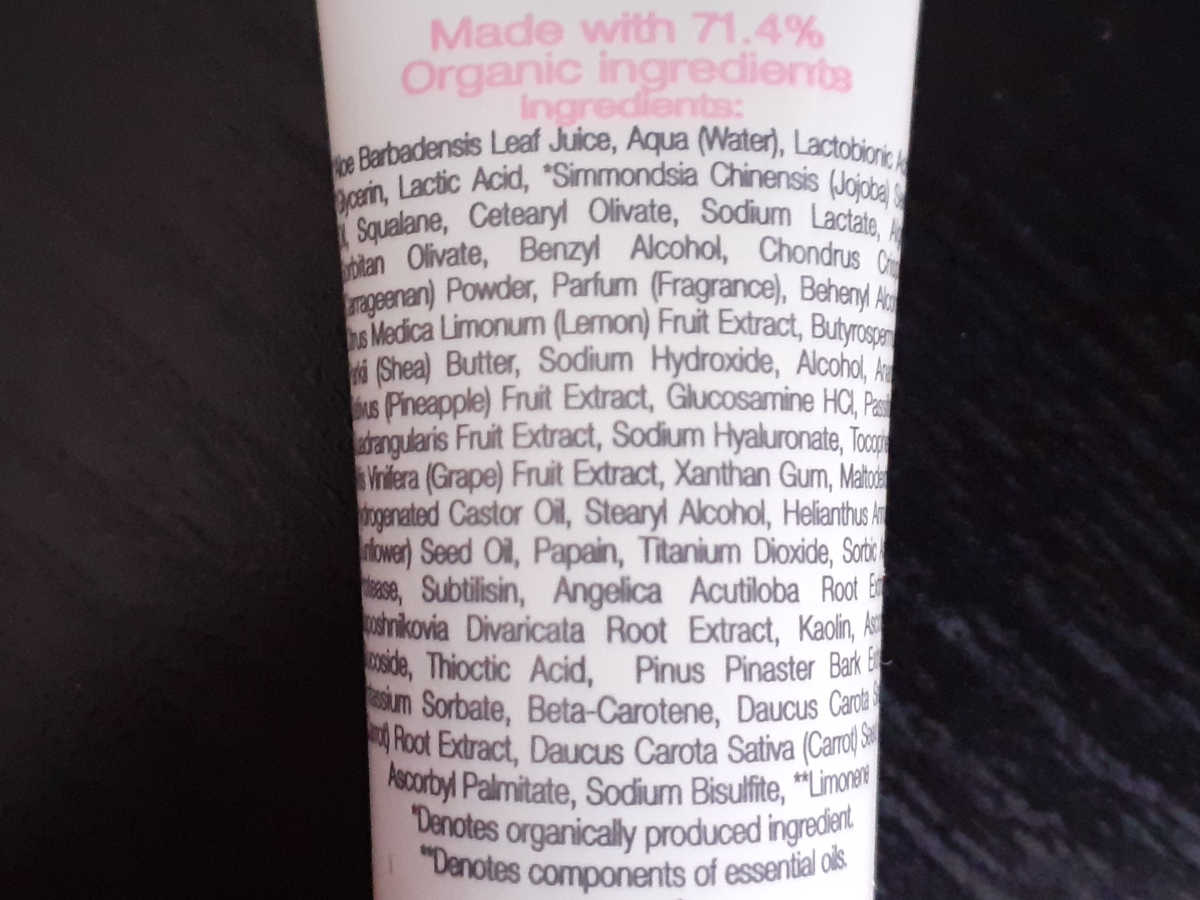 Made with 71.4%
Organic ingredients
Ingredients:
Barbadensis Leaf Juice, Aqua (Water), Lactobionic
Lactic Acid, *Simmondsia Chinensis (Jojoba)
Squalane, Cetearyl Olivate, Sodium Lactate,
Olivate, Benzyl Alcohol, Chondrus
Powder, Parfum (Fragrance), Behenyl
Medica Limonum (Lemon) Fruit Extract,
(Shea) Butter, Sodium Hydroxide, Alcohol,
(Pineapple) Fruit Extract, Glucosamine HCl,
Fruit Extract, Sodium Hyaluronate,
Vinifera (Grape) Fruit Extract, Xanthan Gum,
Castor Oil, Stearyl Alcohol, Helianthus
Seed Oil, Papain, Titanium Dioxide, Sorbic
Subtilisin, Angelica Acutiloba Root
Divaricata Root Extract, Kaolin,
Thioctic Acid, Pinus Pinaster Bark
Sorbate, Beta-Carotene, Daucus Carota
Root Extract, Daucus Carota Sativa (Carrot)
Ascorbyl Palmitate, Sodium Bisulfite, **Limonene
*Denotes organically produced ingredient.
**Denotes components of essential oils.